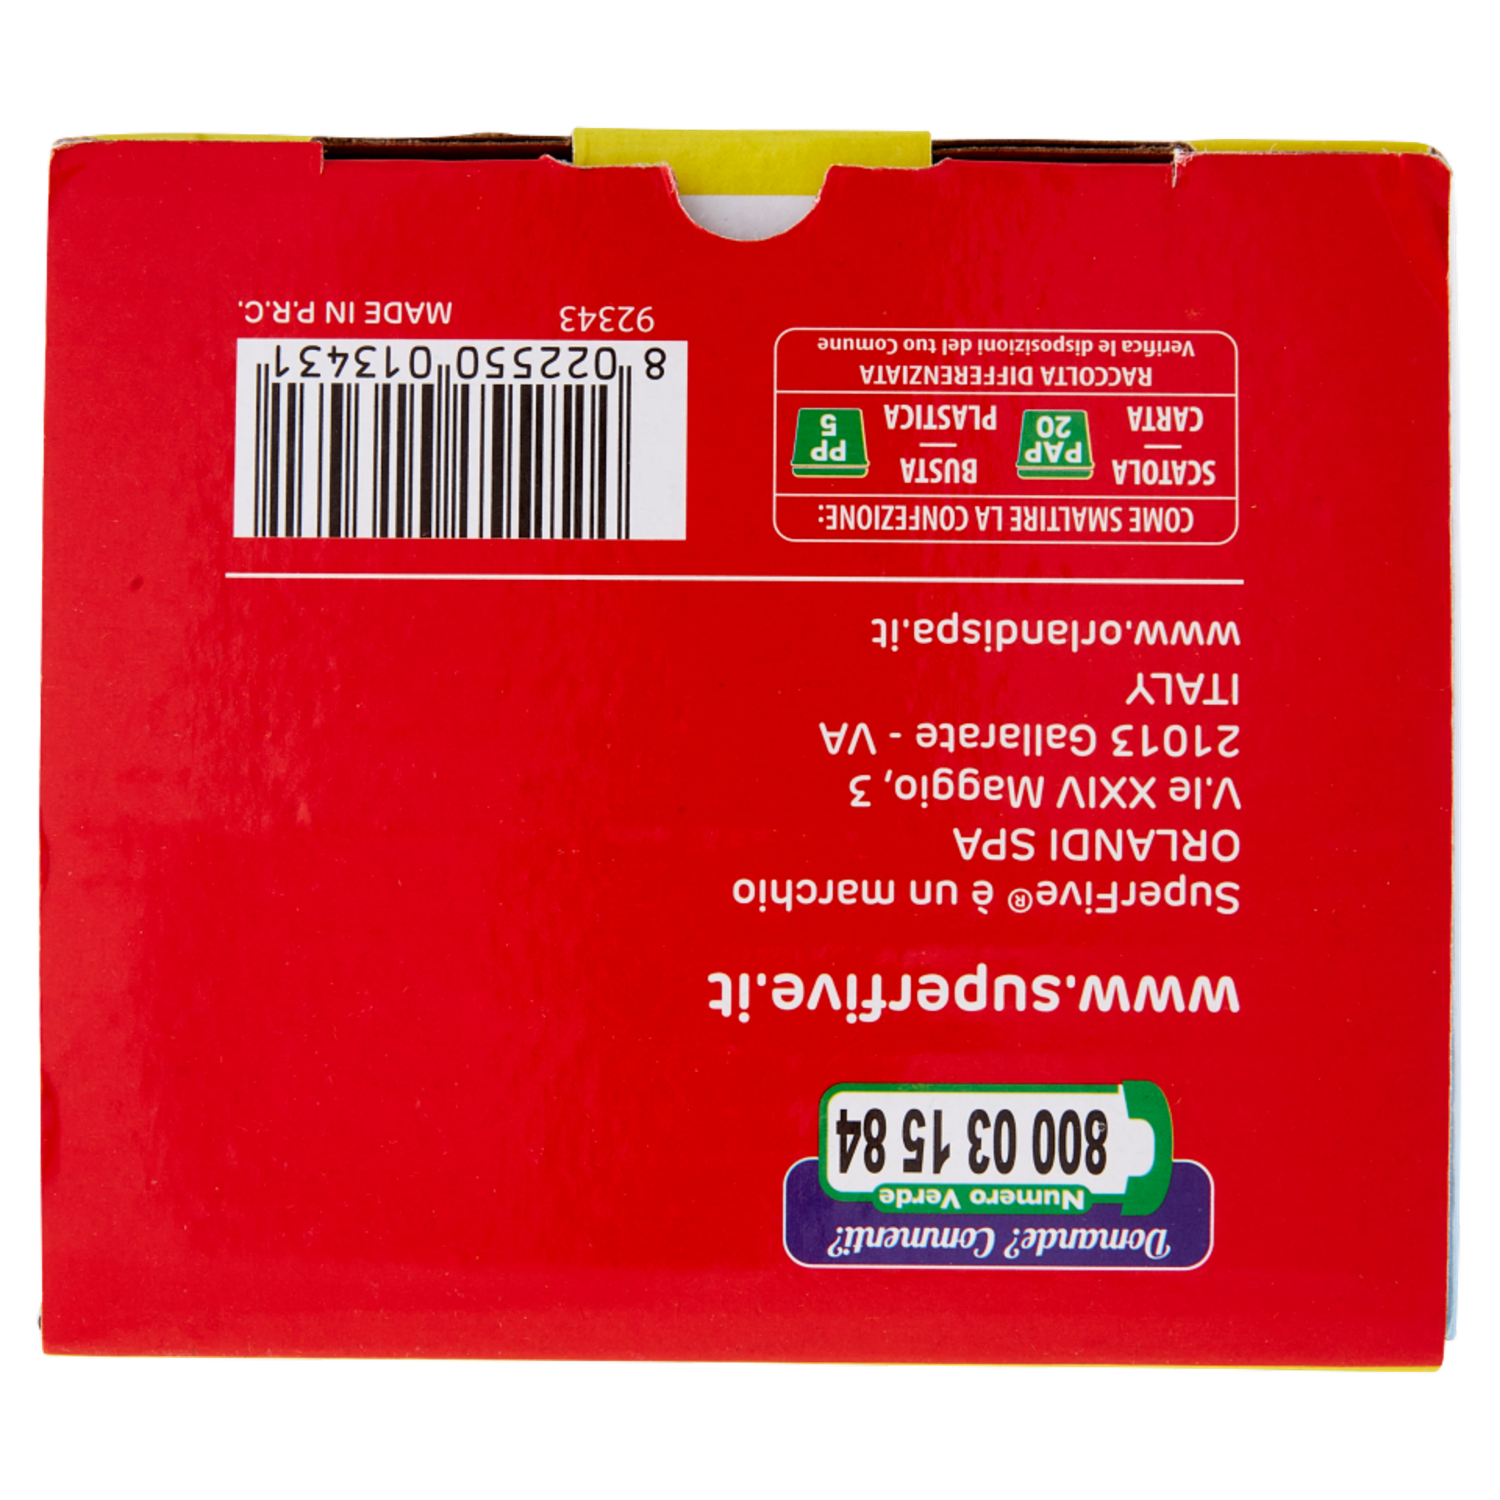 Domande? Commenti?
Numero Verde
800 03 15 84
www.superfive.it
SuperFive® è un marchio
ORLANDI SPA
V.le XXIV Maggio, 3
21013 Gallarate - VA
ITALY
www.orlandispa.it
COME SMALTIRE LA CONFEZIONE:
SCATOLA
CARTA
PAP
20
BUSTA
PLASTICA
PP
5
RACCOLTA DIFFERENZIATA
Verifica le disposizioni del tuo Comune
8 022550 013431
92343 MADE IN P.R.C.